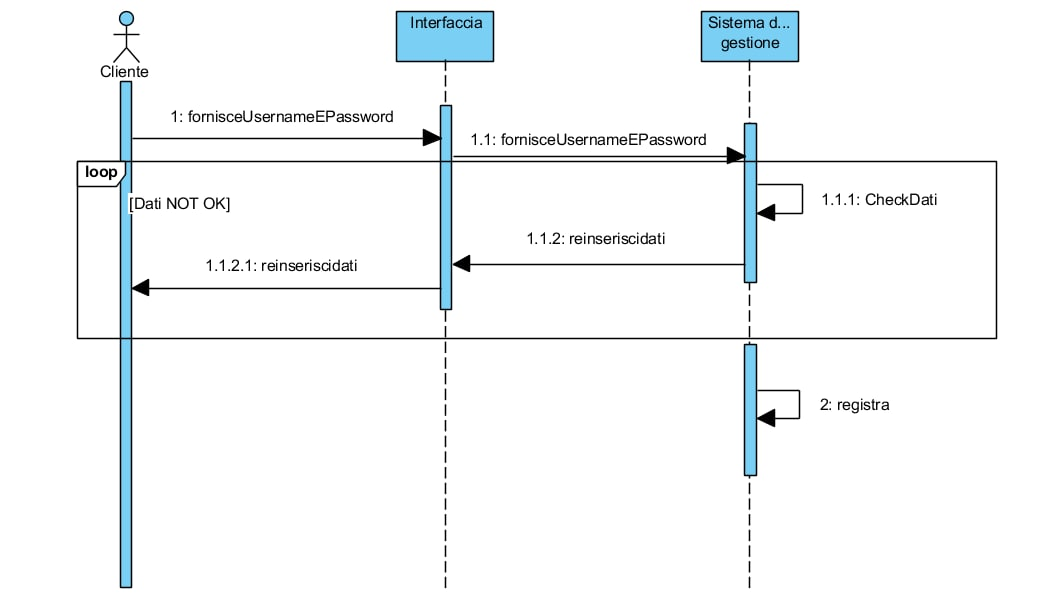 Cliente
Interfaccia
Sistema d...
gestione
1: fornisceUsernameEPassword
1.1: fornisceUsernameEPassword
loop
[Dati NOT OK]
1.1.1: CheckDati
1.1.2: reinseriscidati
1.1.2.1: reinseriscidati
2: registra